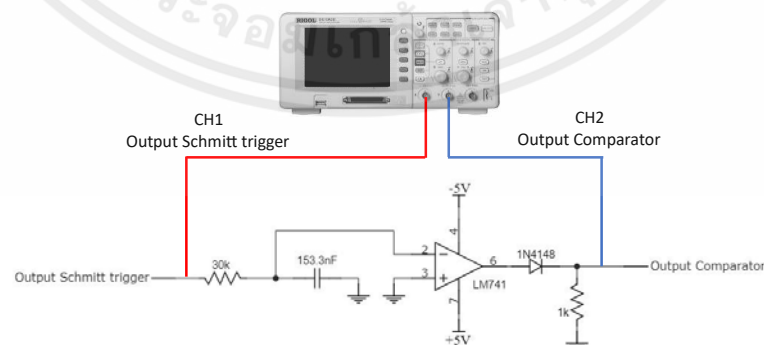 RIGOL
CH1
Output Schmitt trigger
CH2
Output Comparator
-5V
4
30k
153.3nF
2
6
1N4148
Output Schmitt trigger
3
LM741
Output Comparator
7
1k
+5V